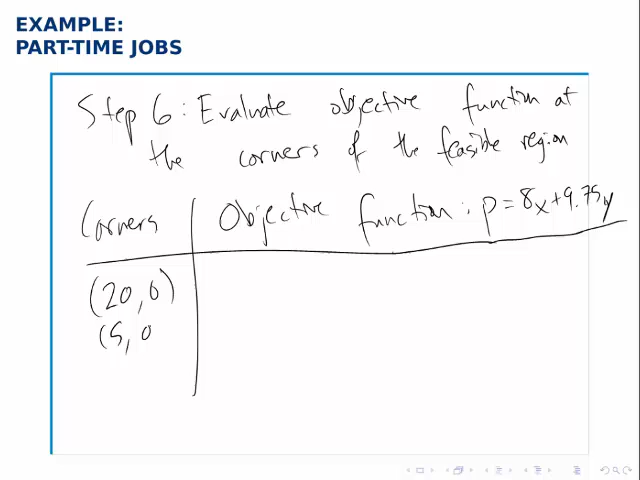 EXAMPLE:
PART-TIME JOBS
Step 6: Evaluate objective function at
the corners of the feasible region
Corners Objective function: p=8x+9.75y
(20,0)
(5,0